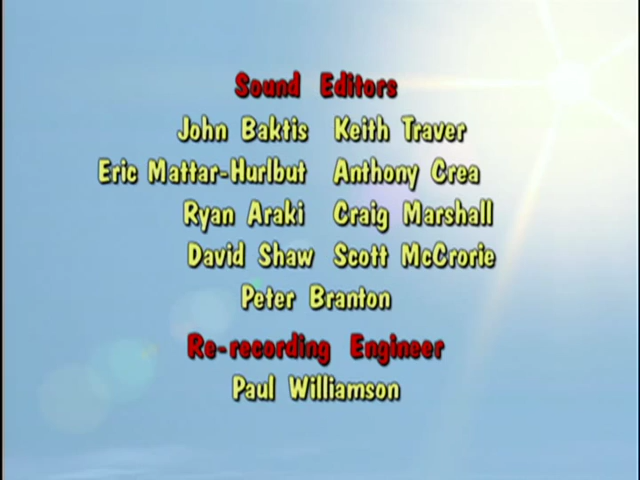 Sound Editors
John Baktis Keith Traver
Eric Mattar-Hurlbut Anthony Crea
Ryan Araki Craig Marshall
David Shaw Scott McCrorie
Peter Branton
Re-recording Engineer
Paul Williamson